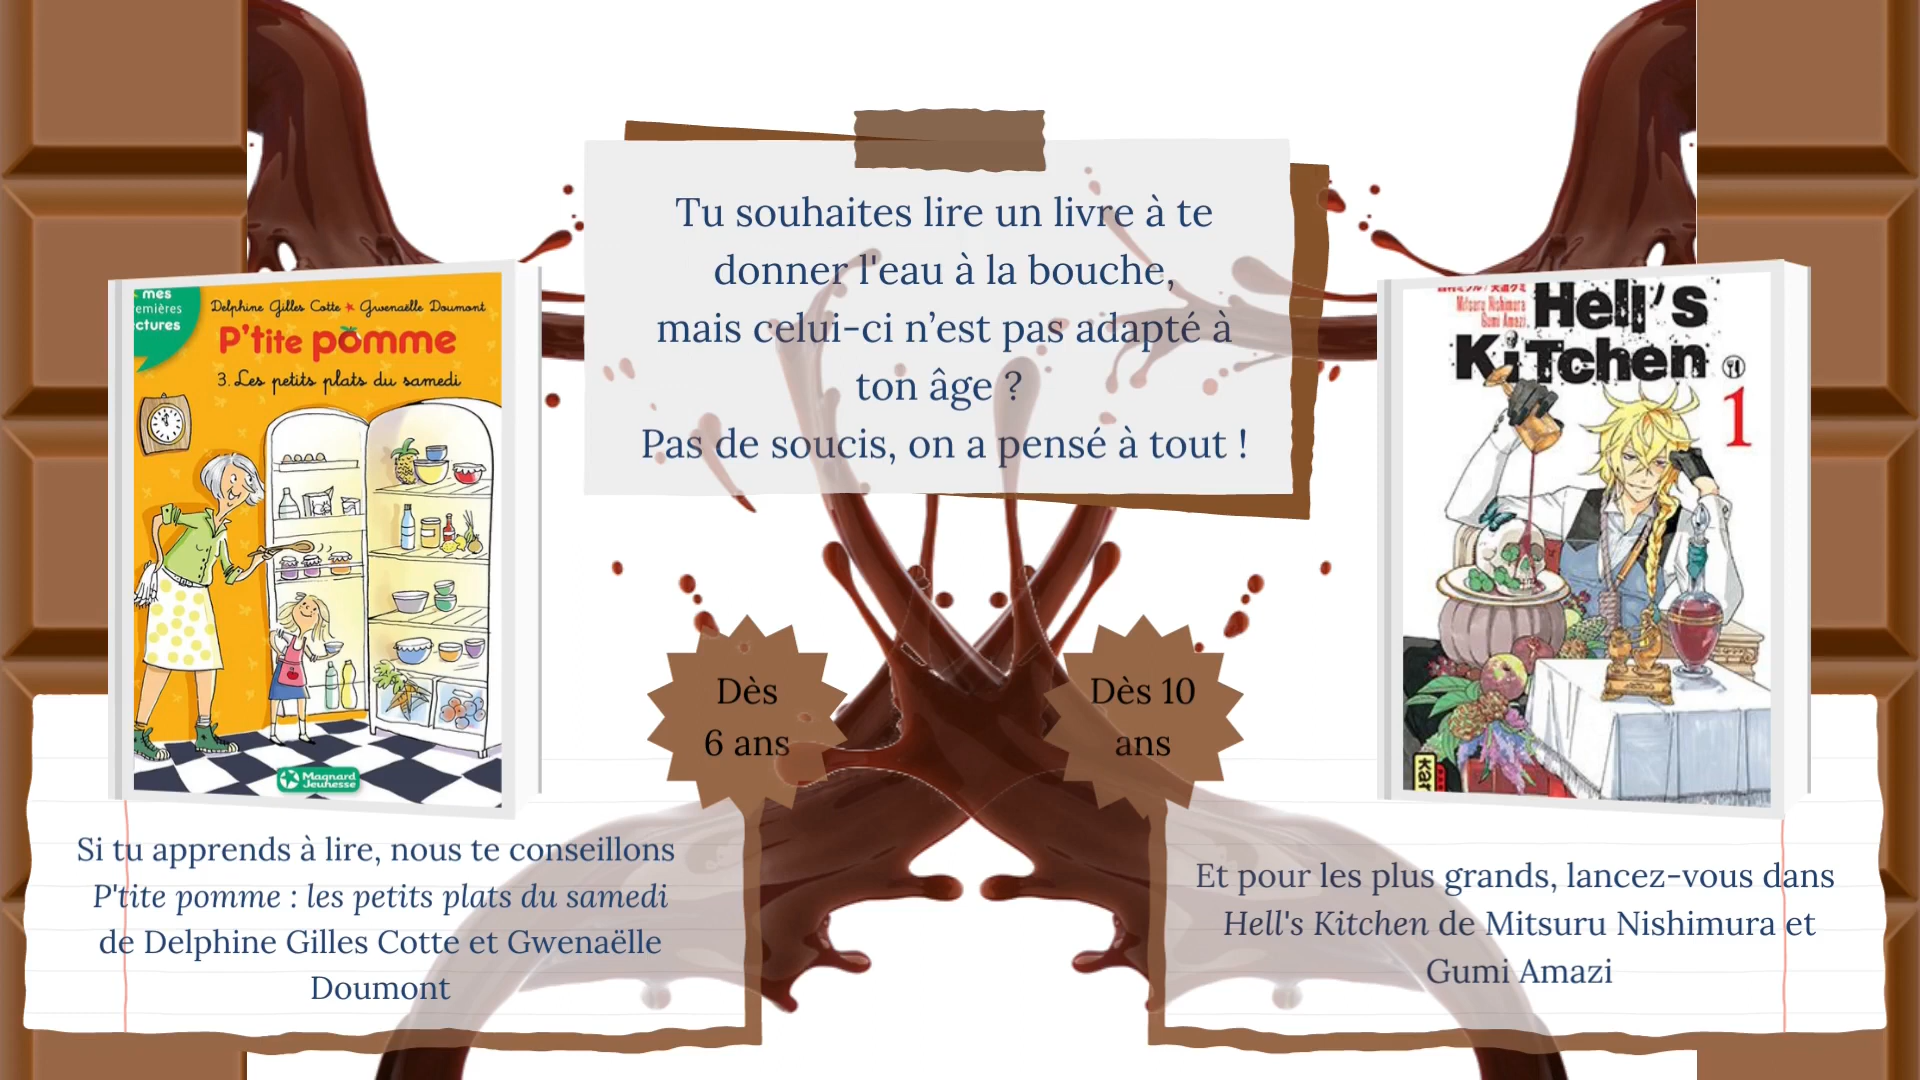 Tu souhaites lire un livre à te
donner l'eau à la bouche,
mais celui-ci n’est pas adapté à
ton âge ?
Pas de soucis, on a pensé à tout !
mes
emières
ctures
Delphine Gilles Cotte ★ Gwenaëlle Doumont
P'tite pomme
3. Les petits plats du samedi
Magnard
Jeunesse
Dès
6 ans
Si tu apprends à lire, nous te conseillons
P'tite pomme : les petits plats du samedi
de Delphine Gilles Cotte et Gwenaëlle
Doumont
Mitsuru Nishimura
Gumi Amazi
Hell's
KiTchen
1
Dès 10
ans
Et pour les plus grands, lancez-vous dans
Hell's Kitchen de Mitsuru Nishimura et
Gumi Amazi